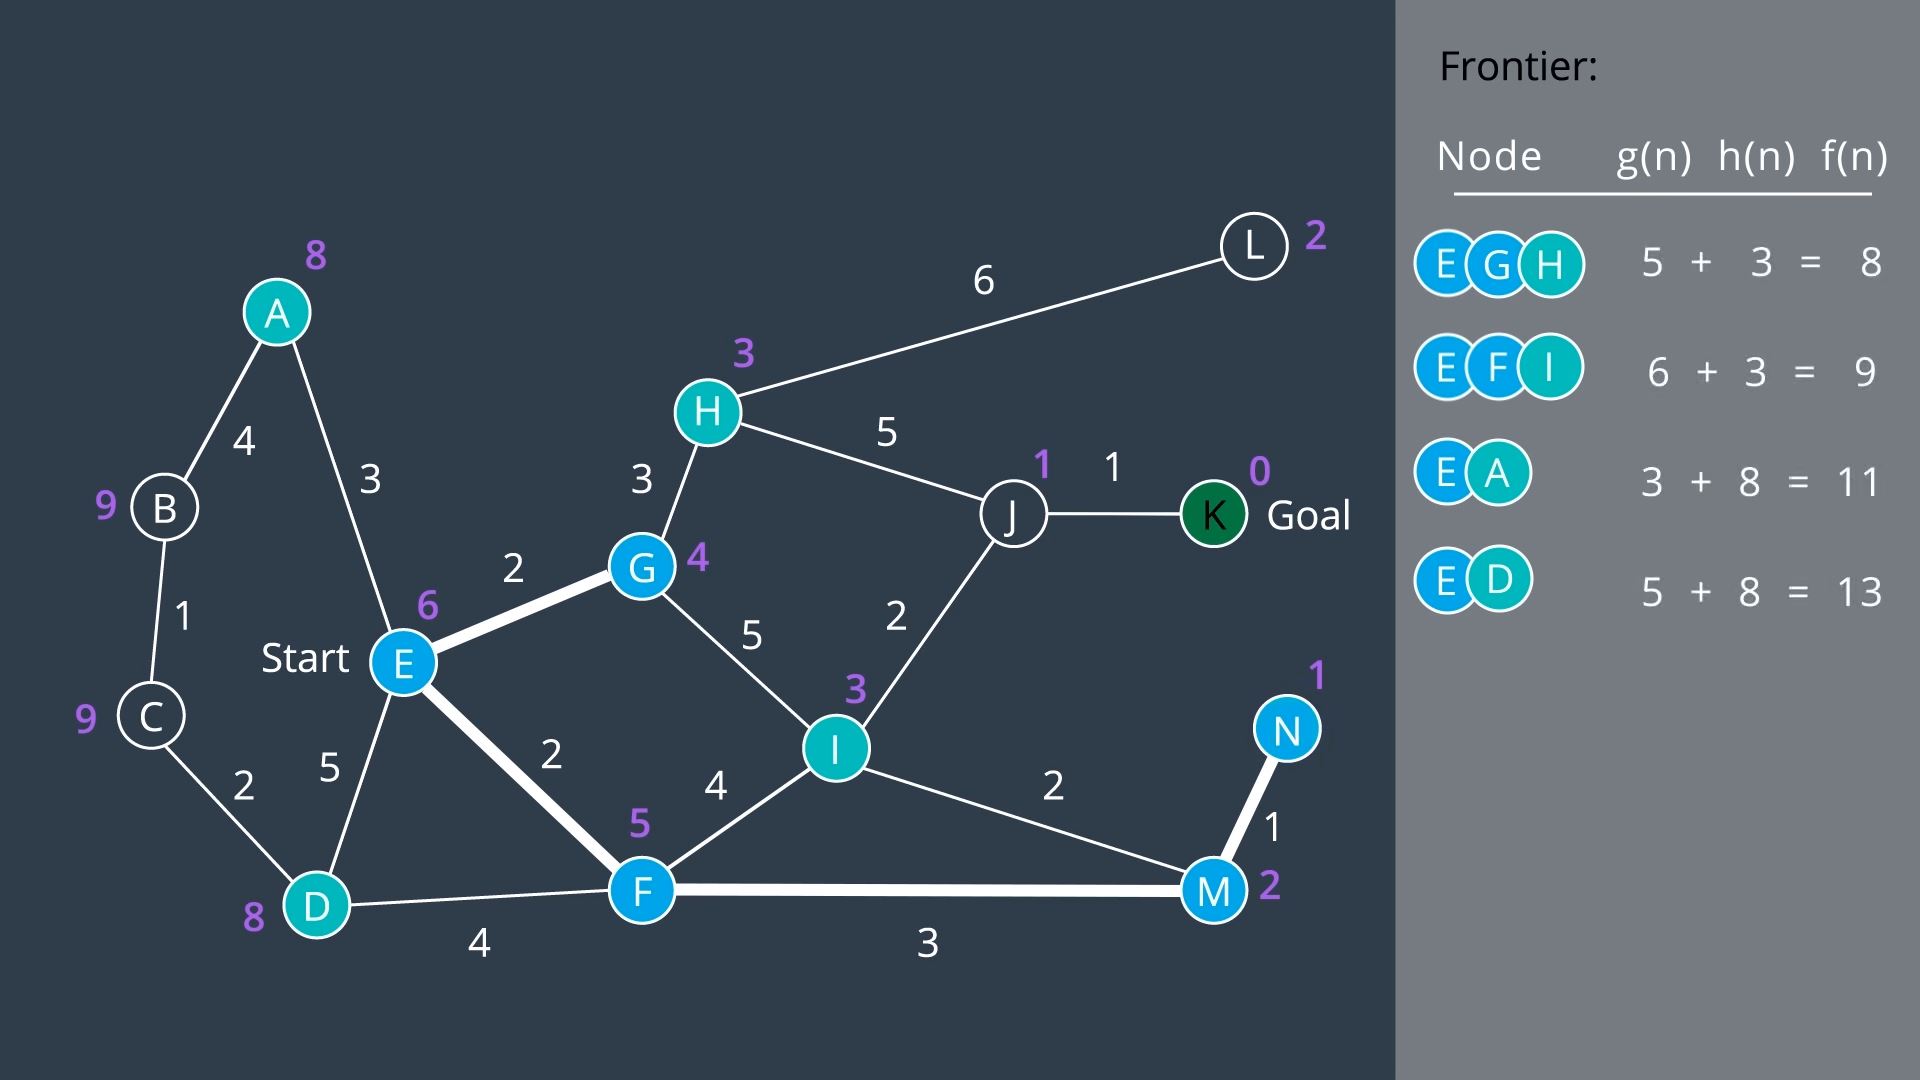 Frontier:
Node g(n) h(n) f(n)
E G H 5 + 3 = 8
E F I 6 + 3 = 9
E A 3 + 8 = 11
E D 5 + 8 = 13
L 2
6
8
A
3
H
5
4
3
3
1
1
0
9 B
J
K Goal
2
G 4
5
6
1
2
Start E
3
1
9 C
I
N
2
5
2
4
2
5
1
8 D
F
M 2
4
3